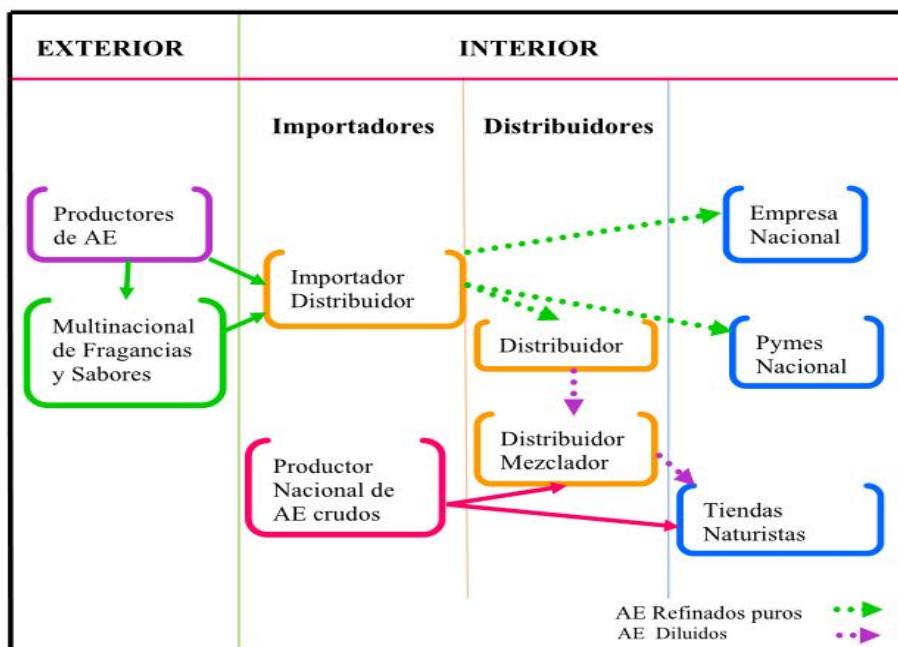 EXTERIOR
INTERIOR
Importadores
Distribuidores
Productores
de AE
Multinacional
de Fragancias
y Sabores
Importador
Distribuidor
Productor
Nacional de
AE crudos
Distribuidor
Distribuidor
Mezclador
Empresa
Nacional
Pymes
Nacional
Tiendas
Naturistas
AE Refinados puros
AE Diluidos